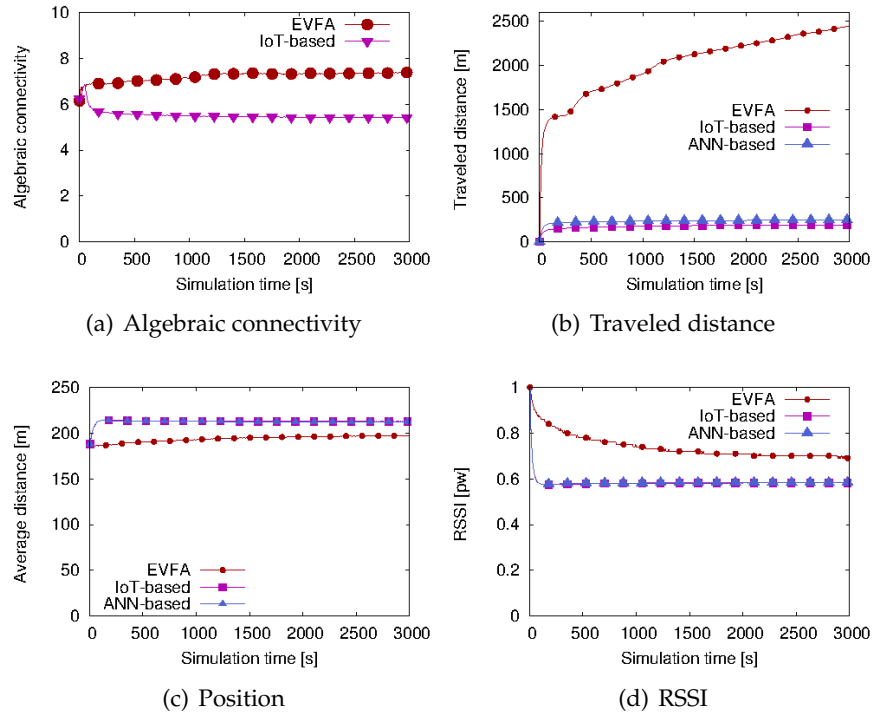 EVFA
IoT-based
Algebraic connectivity
12
10
8
6
4
2
0
0 500 1000 1500 2000 2500 3000
Simulation time [s]
(a) Algebraic connectivity
EVFA
IoT-based
ANN-based
Traveled distance [m]
2500
2000
1500
1000
500
0
0 500 1000 1500 2000 2500 3000
Simulation time [s]
(b) Traveled distance
EVFA
IoT-based
ANN-based
Average distance [m]
250
200
150
100
50
0
0 500 1000 1500 2000 2500 3000
Simulation time [s]
(c) Position
EVFA
IoT-based
ANN-based
RSSI [pw]
1
0.8
0.6
0.4
0.2
0
0 500 1000 1500 2000 2500 3000
Simulation time [s]
(d) RSSI